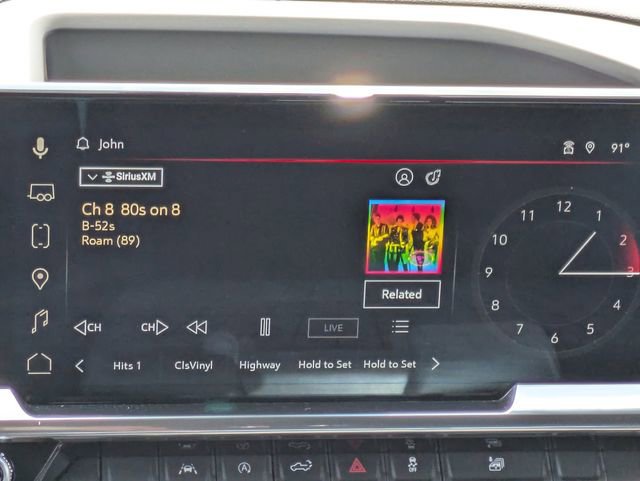 John
91°
SiriusXM
Ch 8 80s on 8
B-52s
Roam (89)
Related
CH
CH
LIVE
Hits 1
ClsVinyl
Highway
Hold to Set
Hold to Set
12
1
2
3
4
5
6
7
8
9
10
11
A
OFF